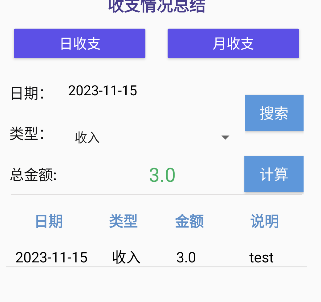 收支情况总结
日收支 月收支
日期: 2023-11-15
搜索
类型: 收入
总金额: 3.0 计算
日期 类型 金额 说明
2023-11-15 收入 3.0 test